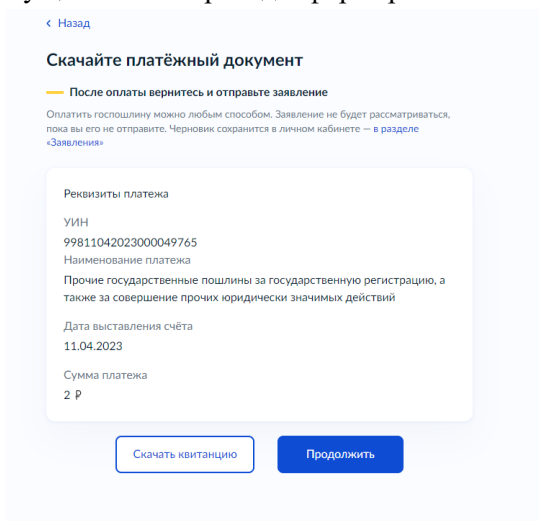 ‹ Назад
Скачайте платёжный документ
После оплаты вернитесь и отправьте заявление
Оплатить госпошлину можно любым способом. Заявление не будет рассматриваться,
пока вы его не отправите. Черновик сохранится в личном кабинете — в разделе
«Заявления»
Реквизиты платежа
УИН
99811042023000049765
Наименование платежа
Прочие государственные пошлины за государственную регистрацию, а
также за совершение прочих юридически значимых действий
Дата выставления счёта
11.04.2023
Сумма платежа
2 ₽
Скачать квитанцию
Продолжить